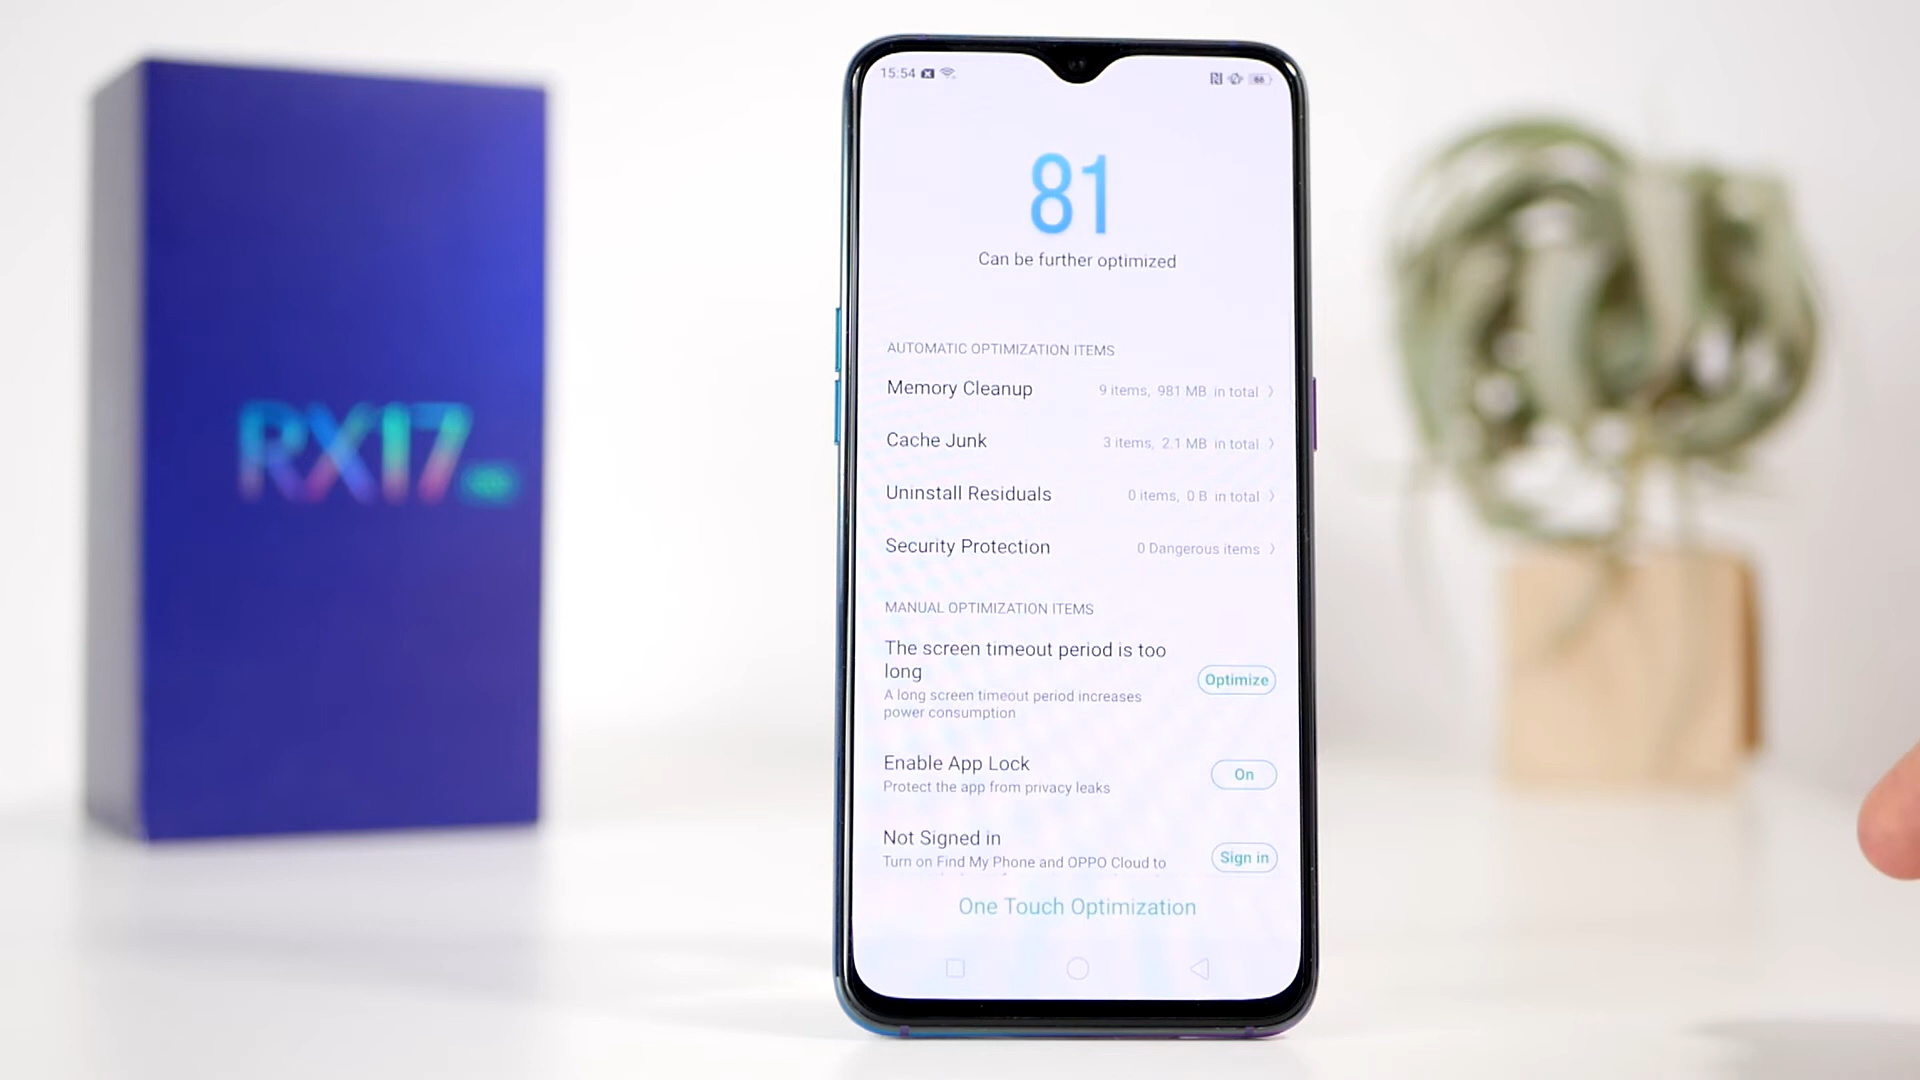 RX17
15:54
81
Can be further optimized
AUTOMATIC OPTIMIZATION ITEMS
Memory Cleanup 9 items, 981 MB in total
Cache Junk 3 items, 2.1 MB in total
Uninstall Residuals 0 items, 0 B in total
Security Protection 0 Dangerous items
MANUAL OPTIMIZATION ITEMS
The screen timeout period is too
long
Optimize
A long screen timeout period increases
power consumption
Enable App Lock
On
Protect the app from privacy leaks
Not Signed in
Sign in
Turn on Find My Phone and OPPO Cloud to
One Touch Optimization